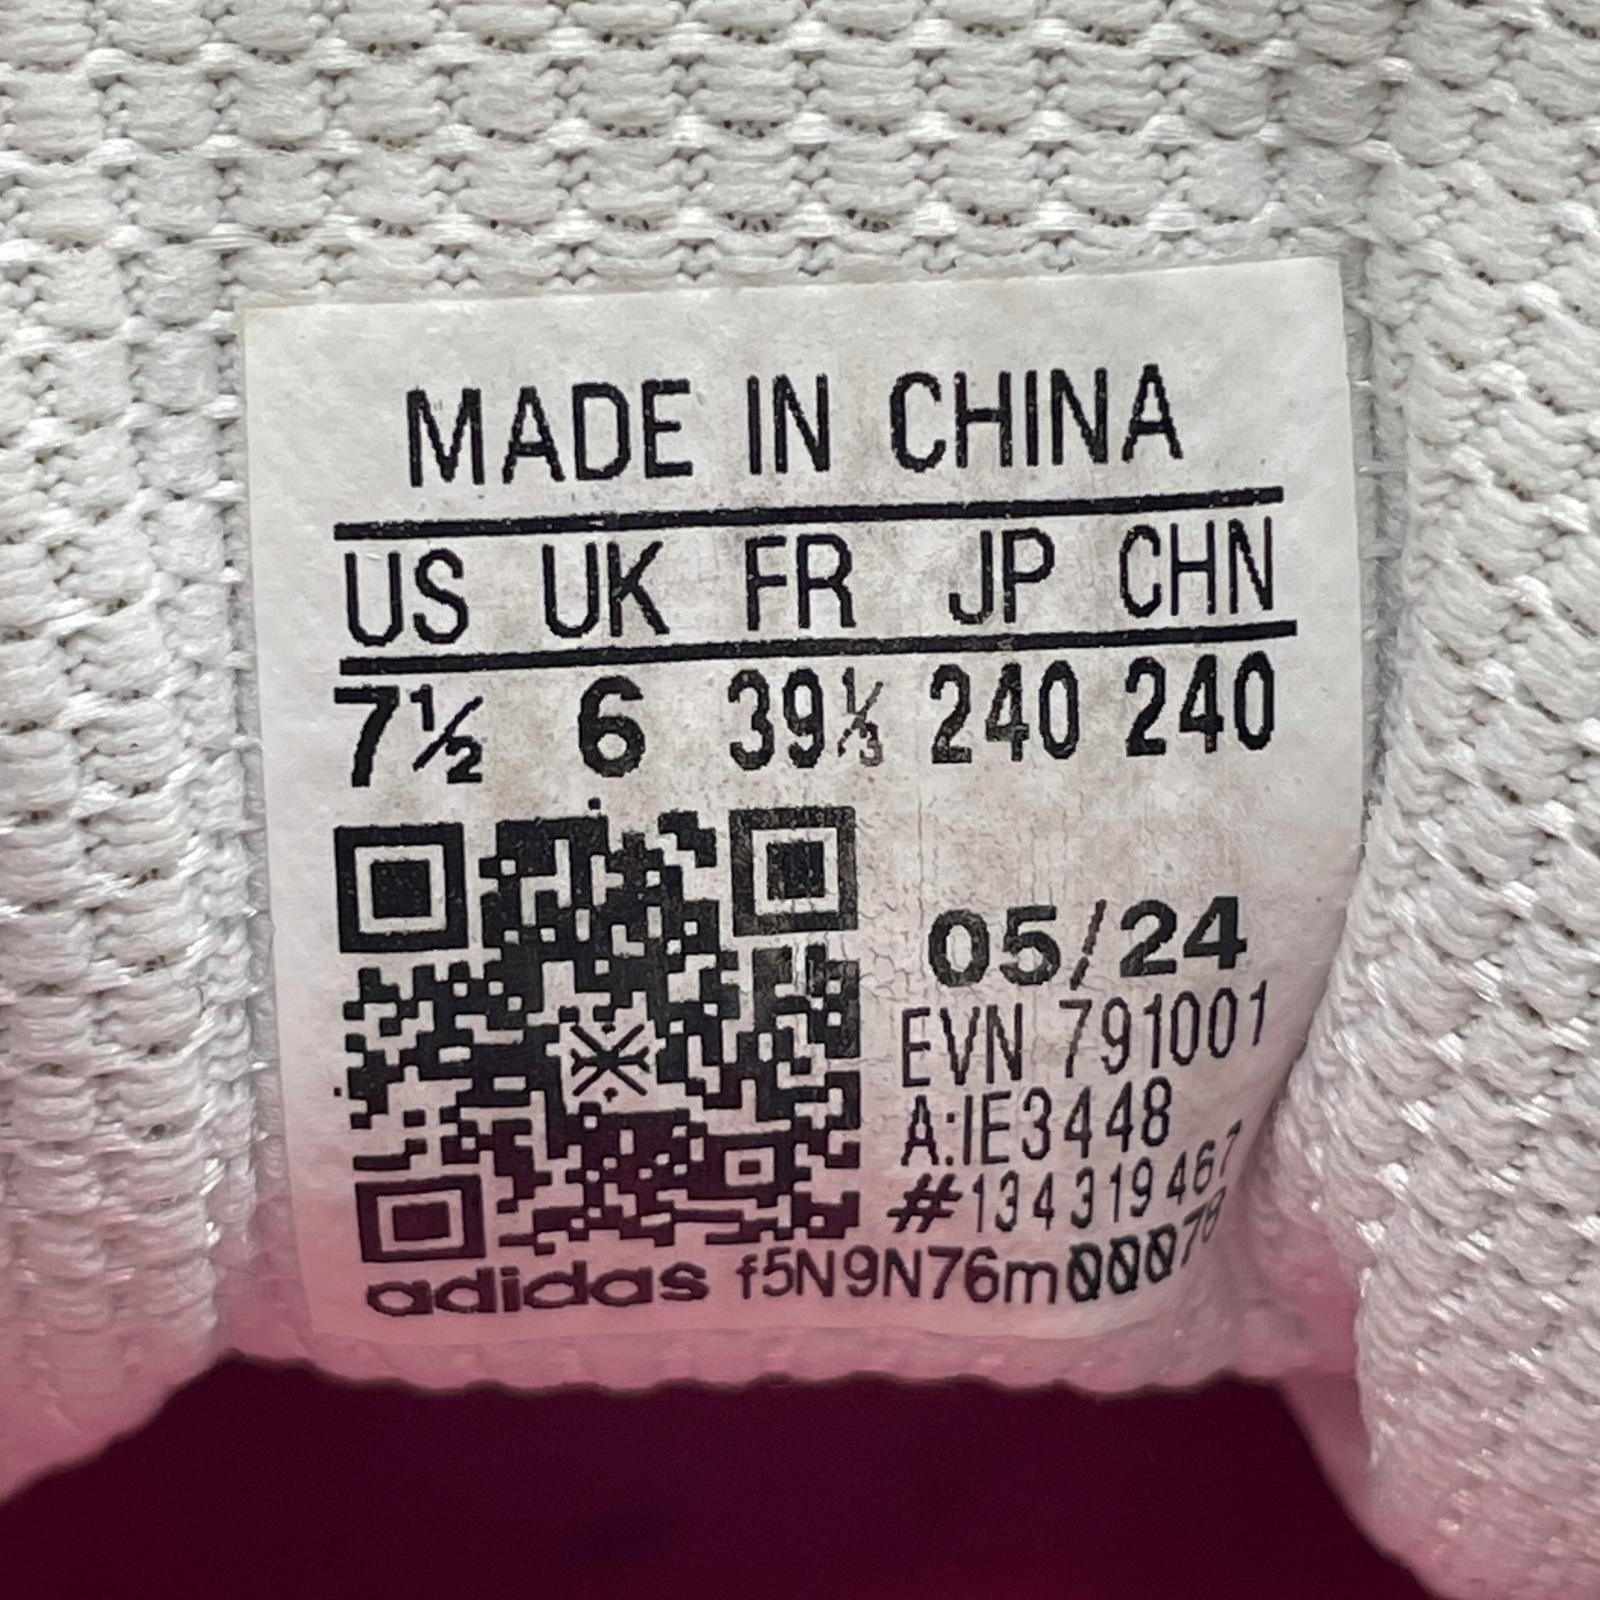 MADE IN CHINA
US UK FR JP CHN
7½ 6 39⅓ 240 240
05/24
EVN 791001
A:IE3448
#134319467
adidas f5N9N76m00078